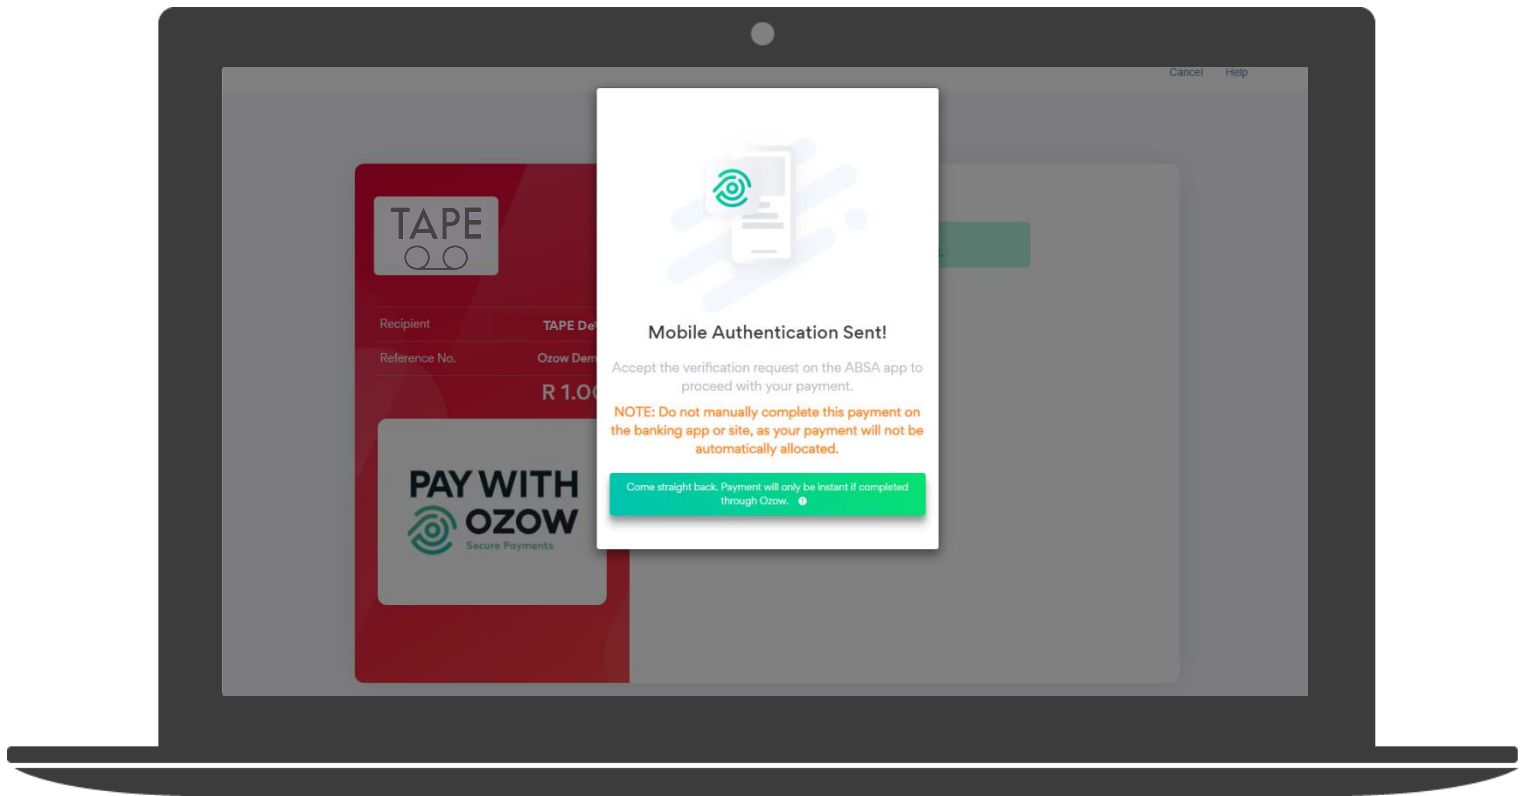 Cancel Help
TAPE
Recipient TAPE De
Reference No. Ozow Dem
R 1.0
PAY WITH
OZOW
Secure Payments
Mobile Authentication Sent!
Accept the verification request on the ABSA app to
proceed with your payment.
NOTE: Do not manually complete this payment on
the banking app or site, as your payment will not be
automatically allocated.
Come straight back. Payment will only be instant if completed
through Ozow.